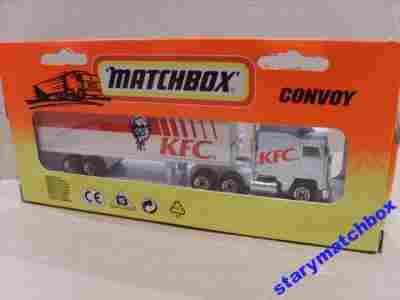 MATCHBOX
CONVOY
KFC
KFC
CE
starymatchbox